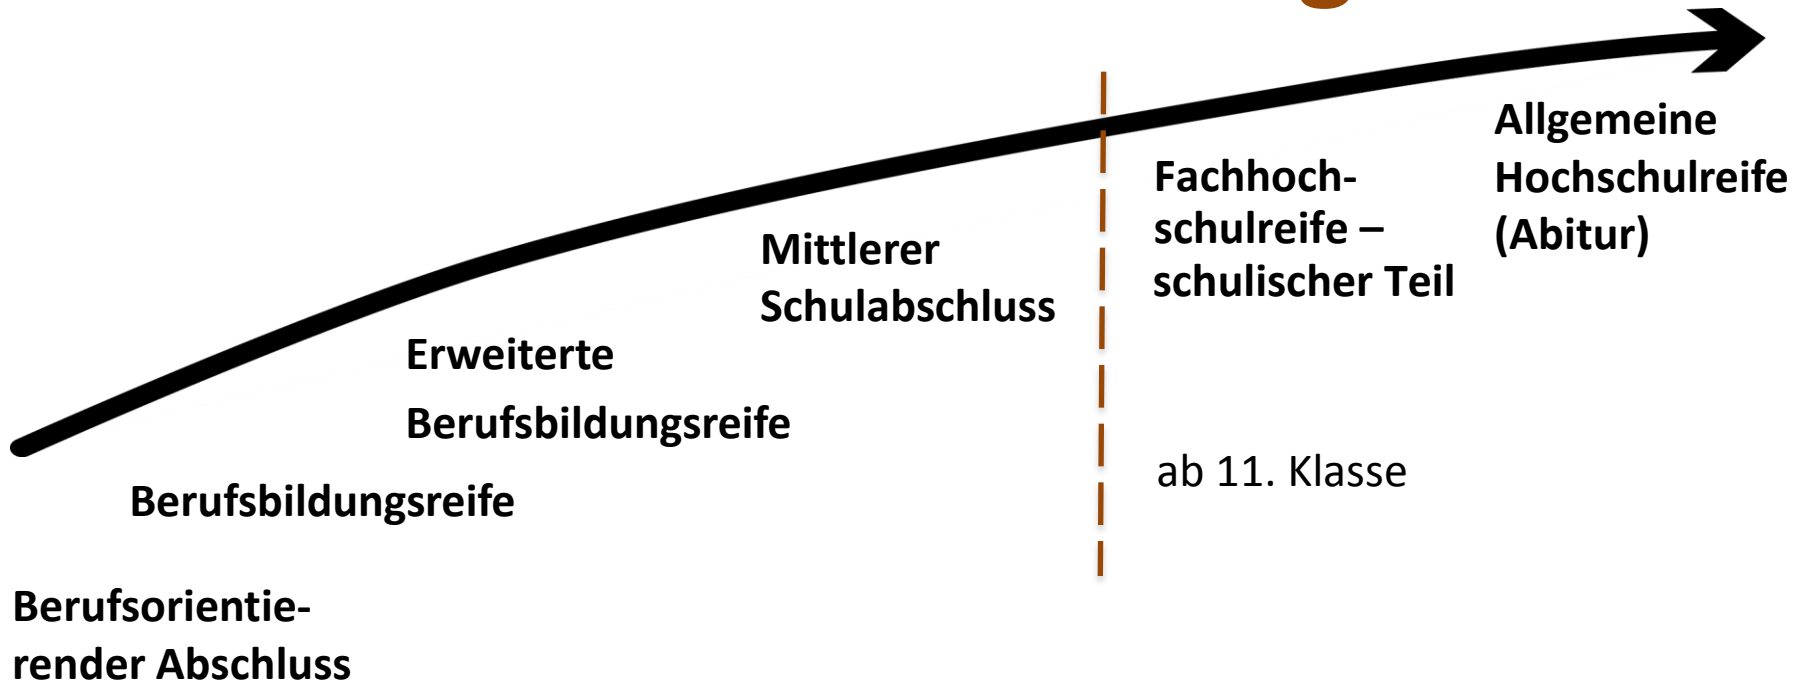 Allgemeine
Hochschulreife
(Abitur)
Fachhoch-
schulreife –
schulischer Teil
Mittlerer
Schulabschluss
Erweiterte
Berufsbildungsreife
ab 11. Klasse
Berufsbildungsreife
Berufsorientie-
render Abschluss